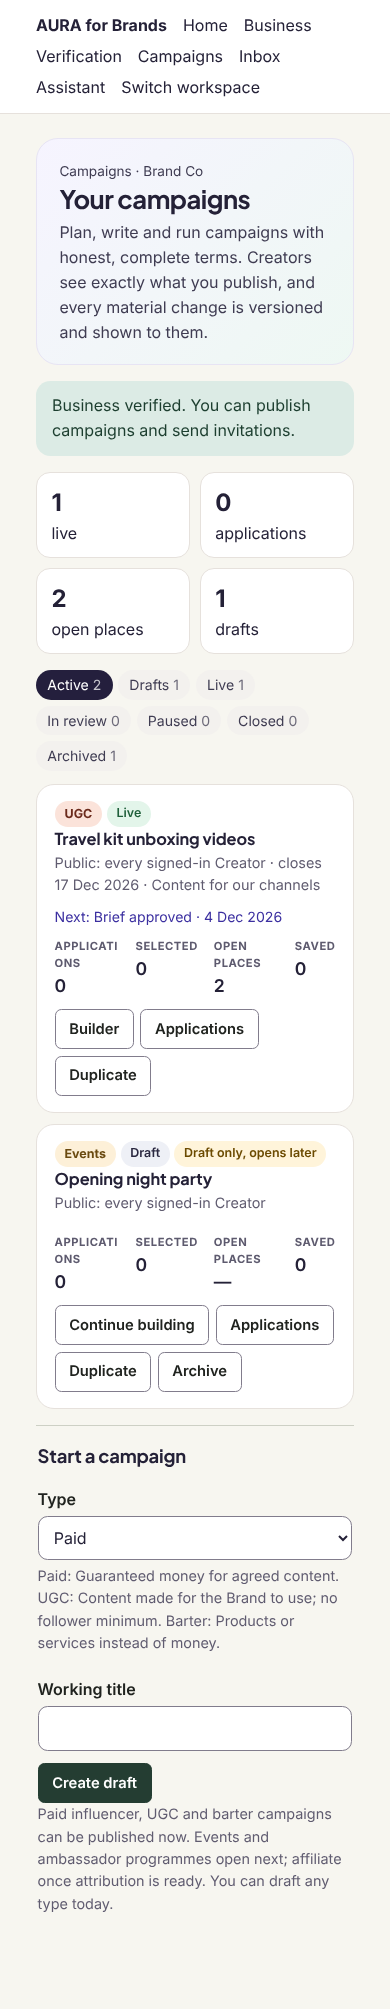 AURA for Brands Home Business
Verification Campaigns Inbox
Assistant Switch workspace
Campaigns · Brand Co
Your campaigns
Plan, write and run campaigns with
honest, complete terms. Creators
see exactly what you publish, and
every material change is versioned
and shown to them.
Business verified. You can publish
campaigns and send invitations.
1
live
0
applications
2
open places
1
drafts
Active 2 Drafts 1 Live 1
In review 0 Paused 0 Closed 0
Archived 1
UGC Live
Travel kit unboxing videos
Public: every signed-in Creator · closes
17 Dec 2026 · Content for our channels
Next: Brief approved · 4 Dec 2026
APPLICATI
ONS
0
SELECTED
0
OPEN
PLACES
2
SAVED
0
Builder Applications
Duplicate
Events Draft Draft only, opens later
Opening night party
Public: every signed-in Creator
APPLICATI
ONS
0
SELECTED
0
OPEN
PLACES
—
SAVED
0
Continue building Applications
Duplicate Archive
Start a campaign
Type
Paid
Paid: Guaranteed money for agreed content.
UGC: Content made for the Brand to use; no
follower minimum. Barter: Products or
services instead of money.
Working title
Create draft
Paid influencer, UGC and barter campaigns
can be published now. Events and
ambassador programmes open next; affiliate
once attribution is ready. You can draft any
type today.